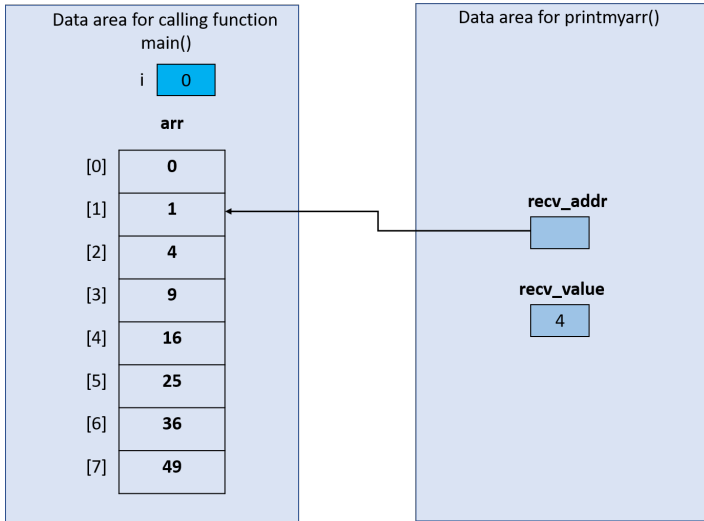 Data area for calling function
main()
i 0
arr
[0] 0
[1] 1
[2] 4
[3] 9
[4] 16
[5] 25
[6] 36
[7] 49
Data area for printmyarr()
recv_addr
recv_value
4